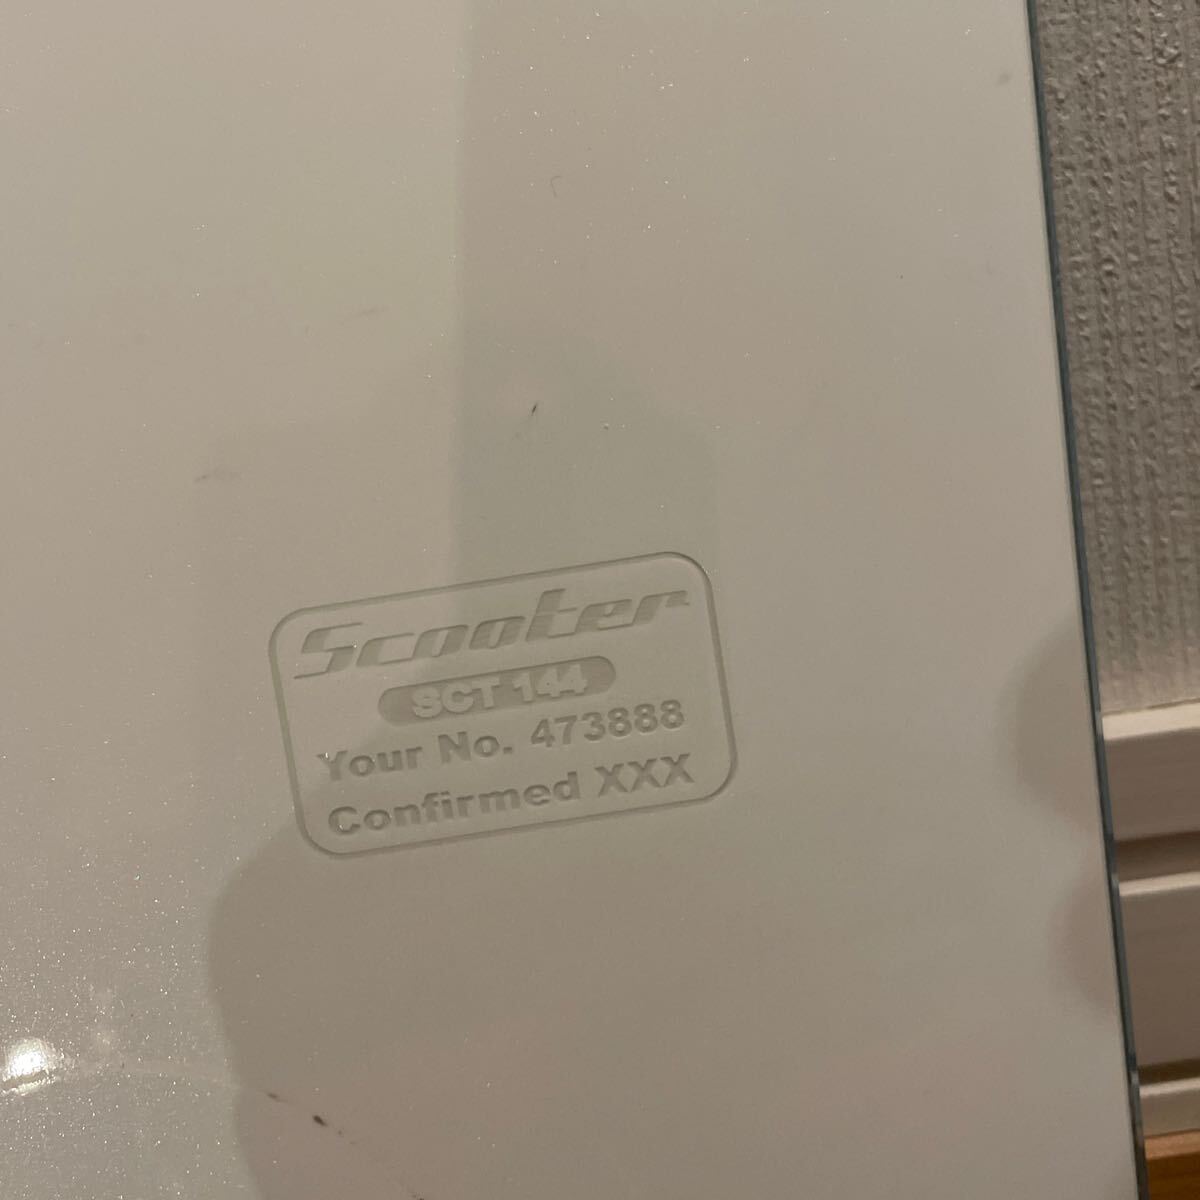 Scooter
SCT 144
Your No. 473888
Confirmed XXX